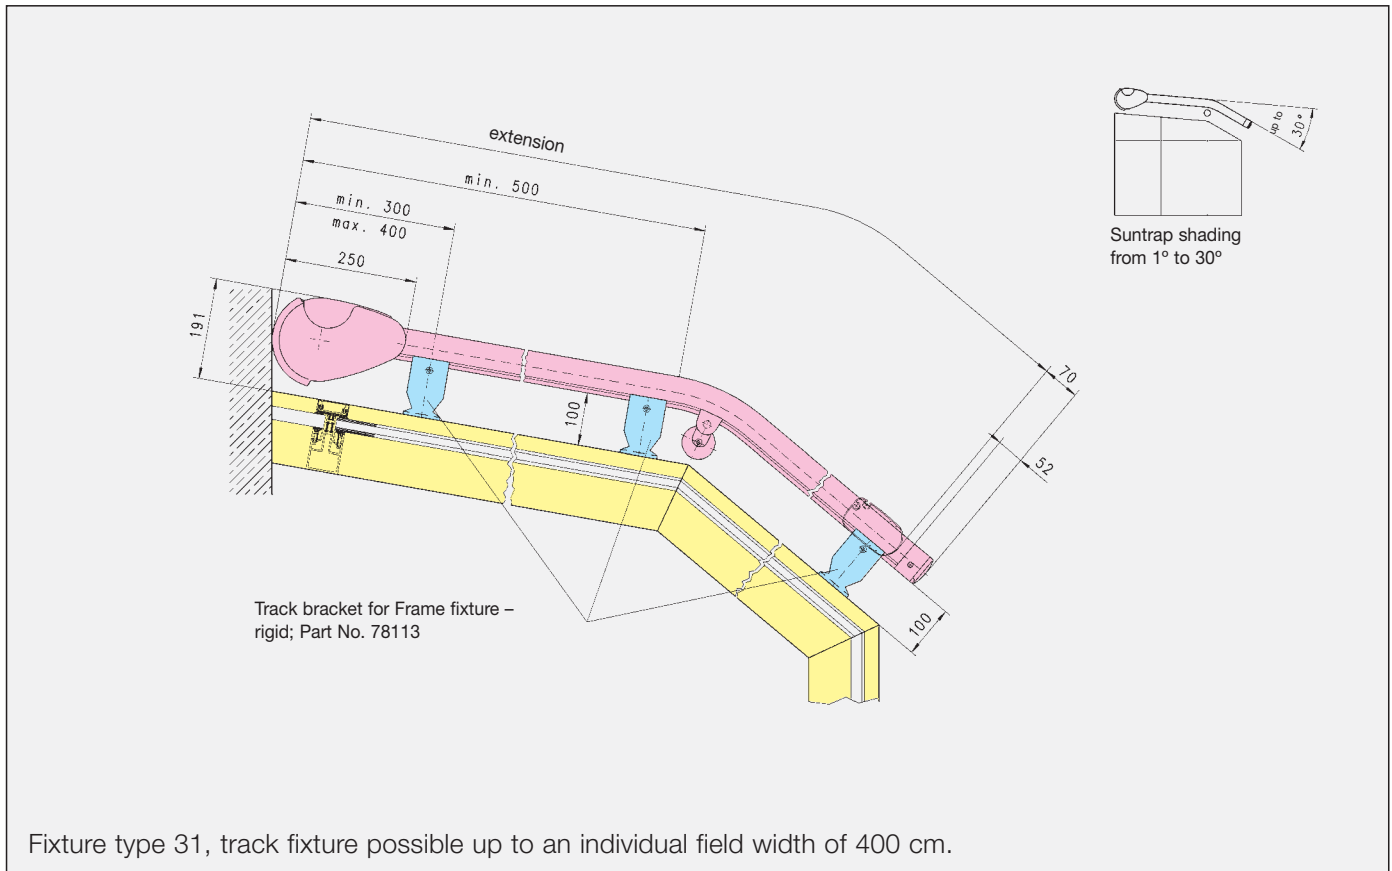 extension
min. 500
min. 300
max. 400
250
191
100
70
52
100
up to
30°
Suntrap shading
from 1º to 30º
Track bracket for Frame fixture –
rigid; Part No. 78113
Fixture type 31, track fixture possible up to an individual field width of 400 cm.